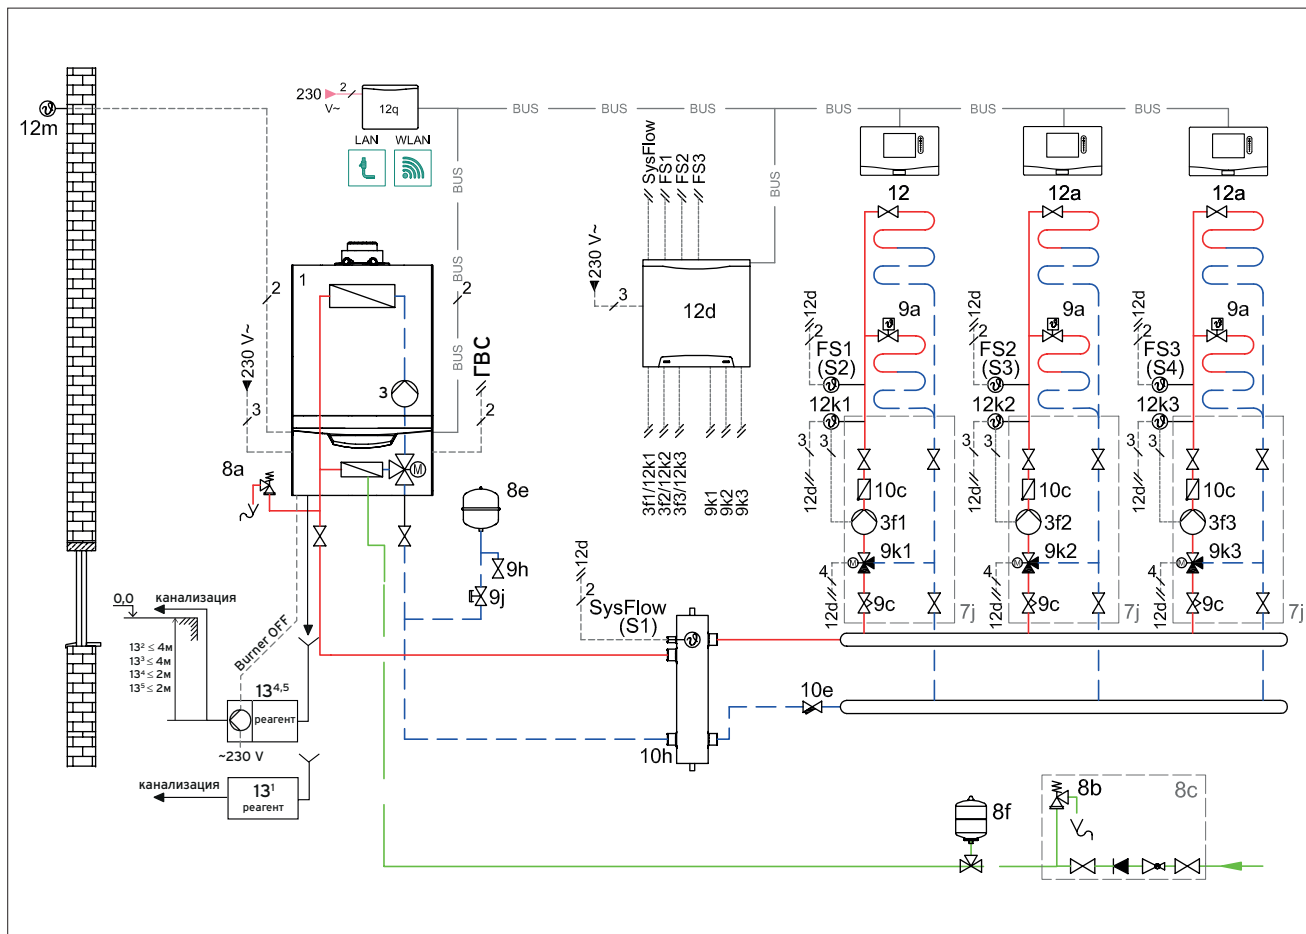 12m
230
V~
2
12q
LAN
WLAN
BUS
BUS
BUS
BUS
BUS
BUS
BUS
BUS
BUS
BUS
SysFlow
FS1
FS2
FS3
230 V~
3
12d
3f1/12k1
3f2/12k2
3f3/12k3
9k1
9k2
9k3
12
12a
12a
1
2
2
230 V~
3
3
ГВС
2
M
8a
8e
9h
9j
12d
2
SysFlow
(S1)
10h
10e
12d
2
9a
FS1
(S2)
12k1
3
3
12d
10c
3f1
M
9k1
4
12d
9c
7j
12d
2
9a
FS2
(S3)
12k2
3
3
12d
10c
3f2
M
9k2
4
12d
9c
7j
12d
2
9a
FS3
(S4)
12k3
3
3
12d
10c
3f3
M
9k3
4
12d
9c
7j
0,0
канализация
13² ≤ 4м
13³ ≤ 4м
13⁴ ≤ 2м
13⁵ ≤ 2м
Burner OFF
13⁴,⁵
реагент
~230 V
канализация
13¹
реагент
8f
8b
8c